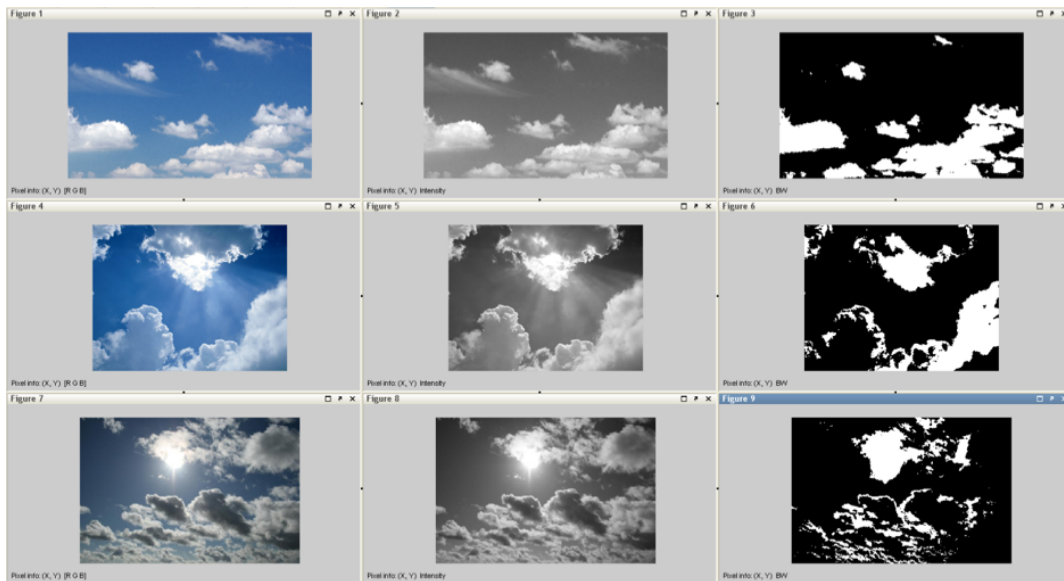 Figure 1
Figure 2
Figure 3
Pixel info: (X, Y) [R G B]
Pixel info: (X, Y) Intensity
Pixel info: (X, Y) BW
Figure 4
Figure 5
Figure 6
Pixel info: (X, Y) [R G B]
Pixel info: (X, Y) Intensity
Pixel info: (X, Y) BW
Figure 7
Figure 8
Figure 9
Pixel info: (X, Y) [R G B]
Pixel info: (X, Y) Intensity
Pixel info: (X, Y) BW